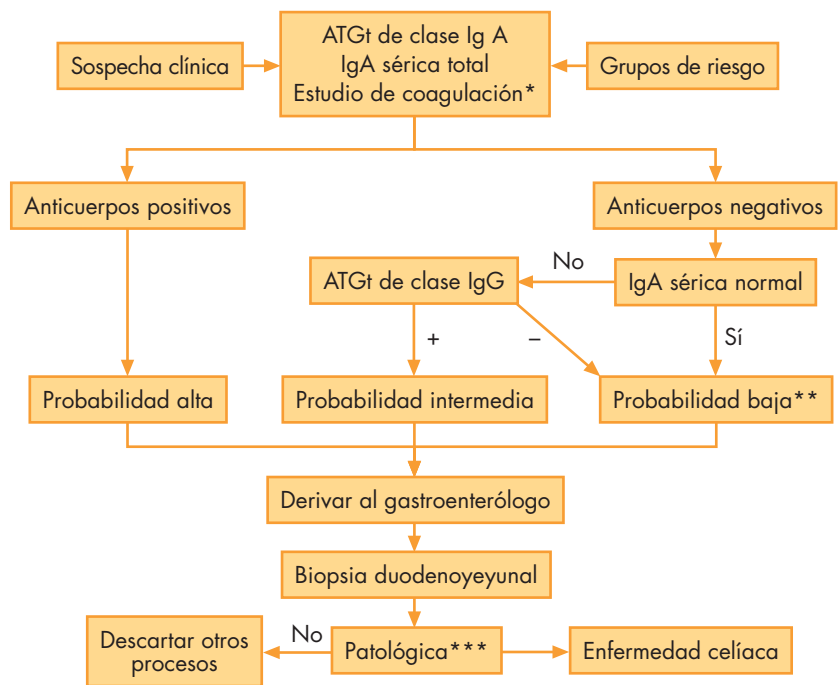 Sospecha clínica
ATGt de clase Ig A
IgA sérica total
Estudio de coagulación*
Grupos de riesgo
Anticuerpos positivos
Anticuerpos negativos
No
ATGt de clase IgG
IgA sérica normal
+
–
Sí
Probabilidad alta
Probabilidad intermedia
Probabilidad baja**
Derivar al gastroenterólogo
Biopsia duodenoyeyunal
Descartar otros
procesos
No
Patológica***
Enfermedad celíaca